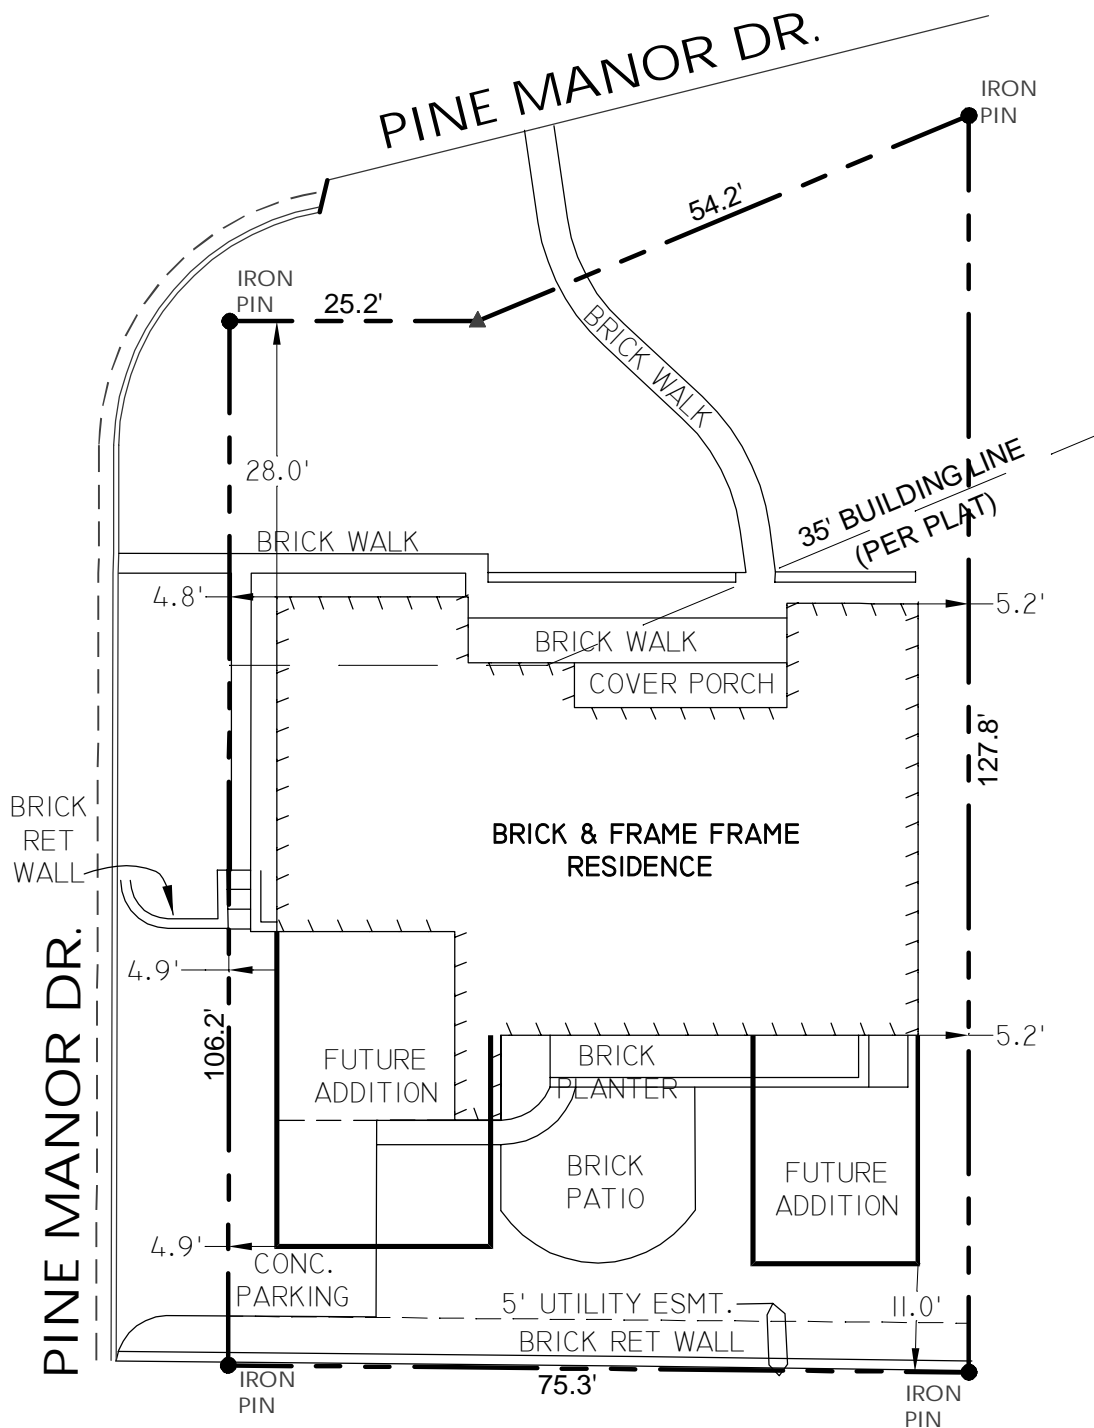 PINE MANOR DR.
IRON
PIN
54.2'
IRON
PIN
25.2'
BRICK WALK
28.0'
35' BUILDING LINE
(PER PLAT)
BRICK WALK
4.8'
5.2'
BRICK WALK
COVER PORCH
127.8'
BRICK
RET
WALL
BRICK & FRAME FRAME
RESIDENCE
4.9'
106.2'
PINE MANOR DR.
FUTURE
ADDITION
BRICK
PLANTER
5.2'
BRICK
PATIO
FUTURE
ADDITION
4.9'
CONC.
PARKING
5' UTILITY ESMT.
11.0'
BRICK RET WALL
IRON
PIN
75.3'
IRON
PIN